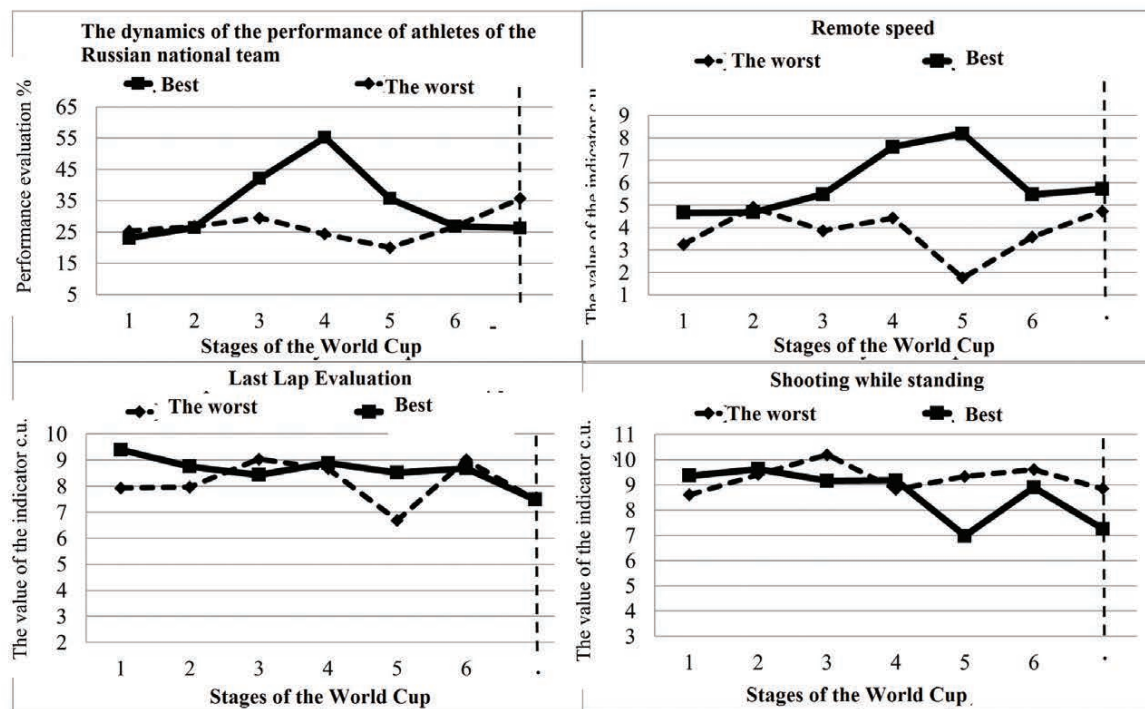 The dynamics of the performance of athletes of the
Russian national team
Best
The worst
Performance evaluation %
65
55
45
35
25
15
5
1 2 3 4 5 6
Stages of the World Cup
Remote speed
The worst
Best
The value of the indicator c.u
9
8
7
6
5
4
3
2
1
1 2 3 4 5 6
Stages of the World Cup
Last Lap Evaluation
The worst
Best
The value of the indicator c.u.
10
9
8
7
6
5
4
3
2
1 2 3 4 5 6
Stages of the World Cup
Shooting while standing
The worst
Best
The value of the indicator c.u.
11
10
9
8
7
6
5
4
3
1 2 3 4 5 6
Stages of the World Cup